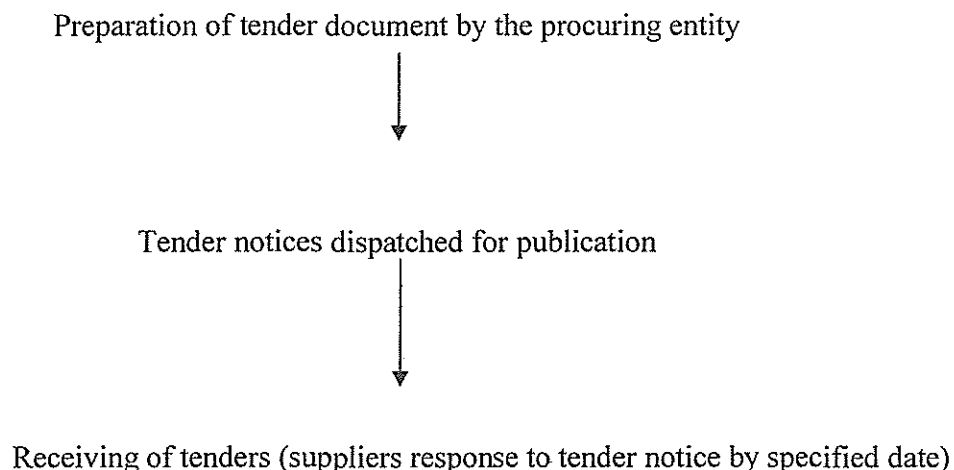 Preparation of tender document by the procuring entity
Tender notices dispatched for publication
Receiving of tenders (suppliers response to tender notice by specified date)